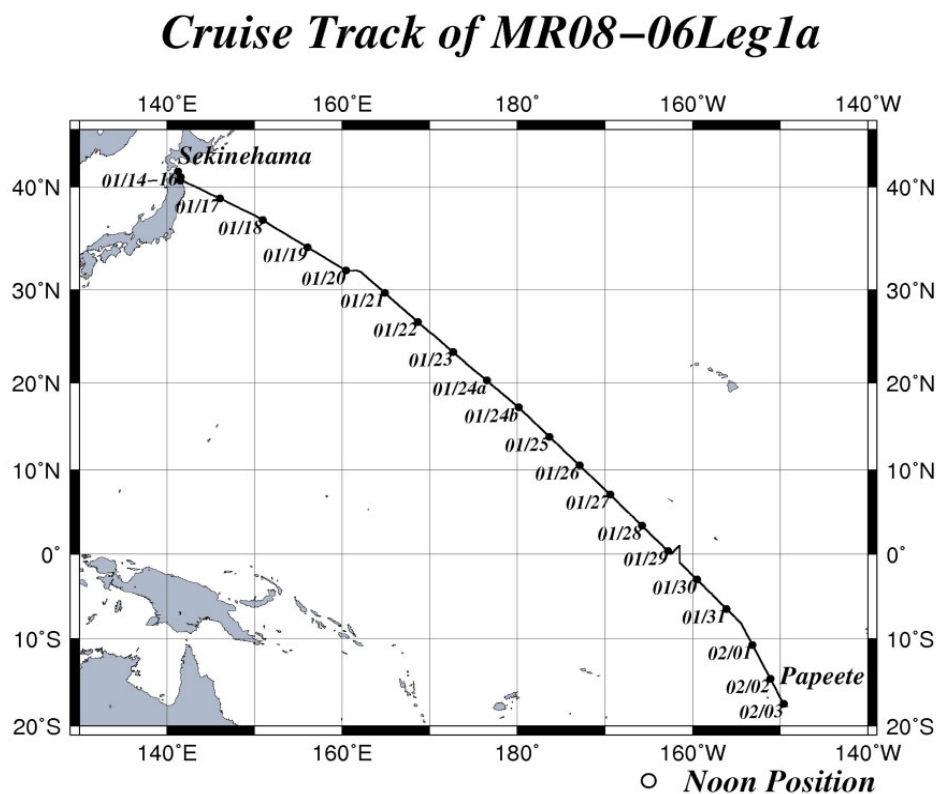 Cruise Track of MR08−06Leg1a
140˚E 160˚E 180˚ 160˚W 140˚W
Sekinehama
01/14−16
40˚N 40˚N
01/17
01/18
01/19
01/20
30˚N 30˚N
01/21
01/22
01/23
20˚N 20˚N
01/24a
01/24b
01/25
10˚N 10˚N
01/26
01/27
01/28
0˚ 0˚
01/29
01/30
01/31
10˚S 10˚S
02/01
Papeete
02/02
02/03
20˚S 20˚S
140˚E 160˚E 180˚ 160˚W 140˚W
Noon Position